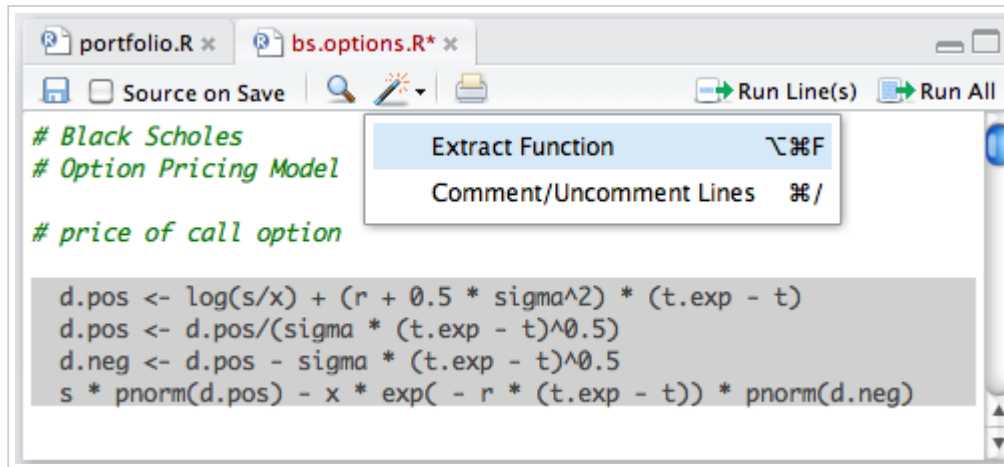 portfolio.R × bs.options.R* ×
Source on Save Run Line(s) Run All
# Black Scholes
# Option Pricing Model
Extract Function ⌥⌘F
Comment/Uncomment Lines ⌘/
# price of call option
d.pos <- log(s/x) + (r + 0.5 * sigma^2) * (t.exp - t)
d.pos <- d.pos/(sigma * (t.exp - t)^0.5)
d.neg <- d.pos - sigma * (t.exp - t)^0.5
s * pnorm(d.pos) - x * exp( - r * (t.exp - t)) * pnorm(d.neg)